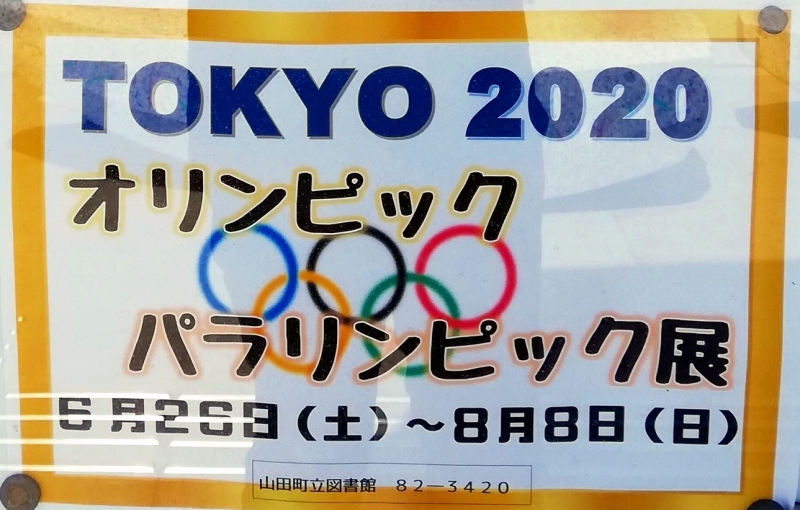 TOKYO 2020
オリンピック
パラリンピック展
6月26日（土）～8月8日（日）
山田町立図書館　８２－３４２０